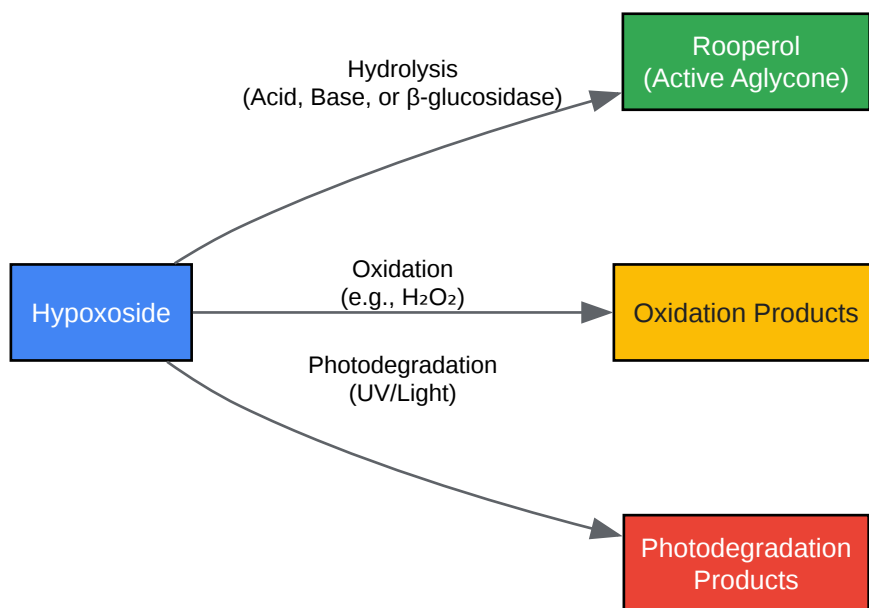 Rooperol
(Active Aglycone)
Hydrolysis
(Acid, Base, or β-glucosidase)
Hypoxoside
Oxidation
(e.g., H₂O₂)
Oxidation Products
Photodegradation
(UV/Light)
Photodegradation
Products